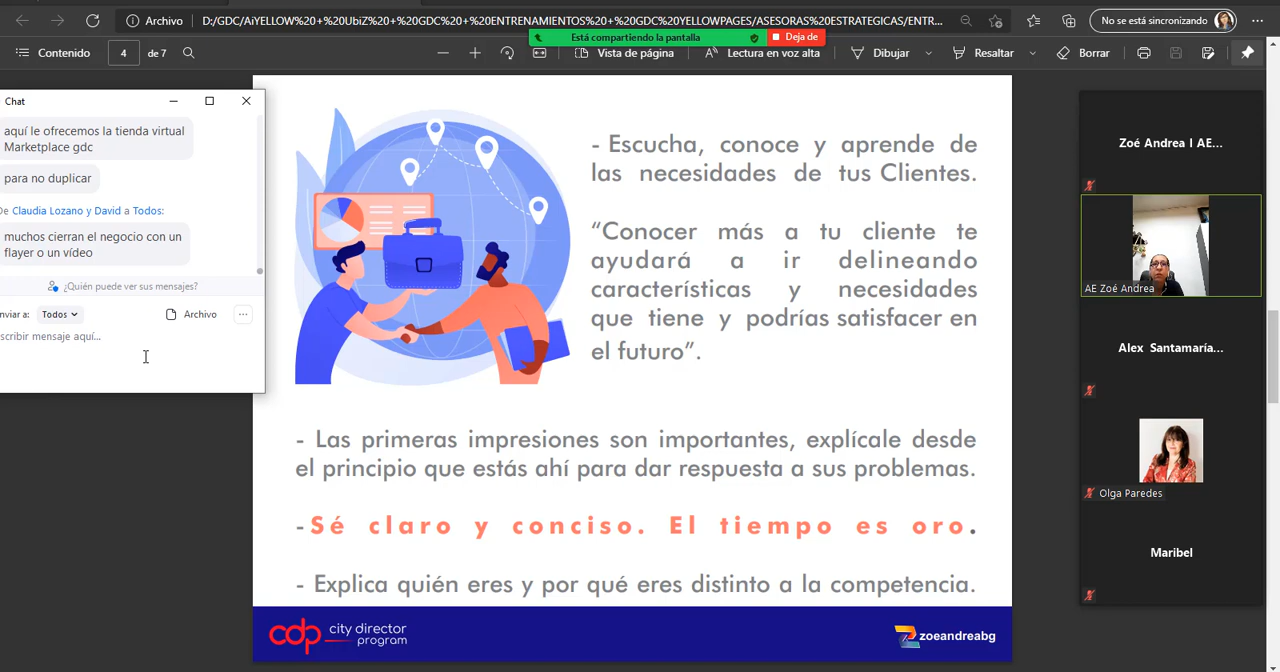 Archivo
D:/GDC/AiYELLOW%20+%20UbiZ%20+%20GDC%20+%20ENTRENAMIENTOS%20+%20GDC%20YELLOWPAGES/ASESORAS%20ESTRATEGICAS/ENTR...
No se está sincronizando
Está compartiendo la pantalla
Deja de
Contenido
4
de 7
Vista de página
Lectura en voz alta
Dibujar
Resaltar
Borrar
Chat
aquí le ofrecemos la tienda virtual
Marketplace gdc
para no duplicar
De Claudia Lozano y David a Todos:
muchos cierran el negocio con un
flayer o un vídeo
¿Quién puede ver sus mensajes?
nviar a: Todos
Archivo
scribir mensaje aquí...
- Escucha, conoce y aprende de
las necesidades de tus Clientes.
“Conocer más a tu cliente te
ayudará a ir delineando
características y necesidades
que tiene y podrías satisfacer en
el futuro”.
- Las primeras impresiones son importantes, explícale desde
el principio que estás ahí para dar respuesta a sus problemas.
- Sé claro y conciso. El tiempo es oro.
- Explica quién eres y por qué eres distinto a la competencia.
cdp city director
program
zoeandreabg
Zoé Andrea I AE...
AE Zoé Andrea
Alex Santamaría...
Olga Paredes
Maribel